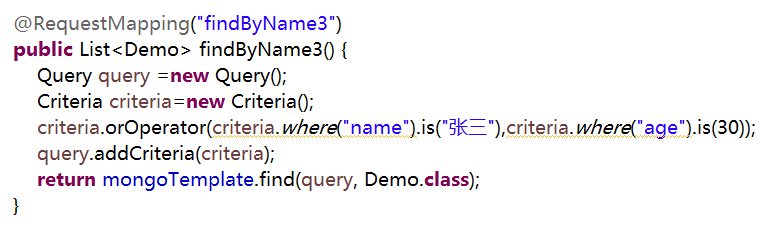 @RequestMapping("findByName3")
public List<Demo> findByName3() {
Query query =new Query();
Criteria criteria=new Criteria();
criteria.orOperator(criteria.where("name").is("张三"),criteria.where("age").is(30));
query.addCriteria(criteria);
return mongoTemplate.find(query, Demo.class);
}